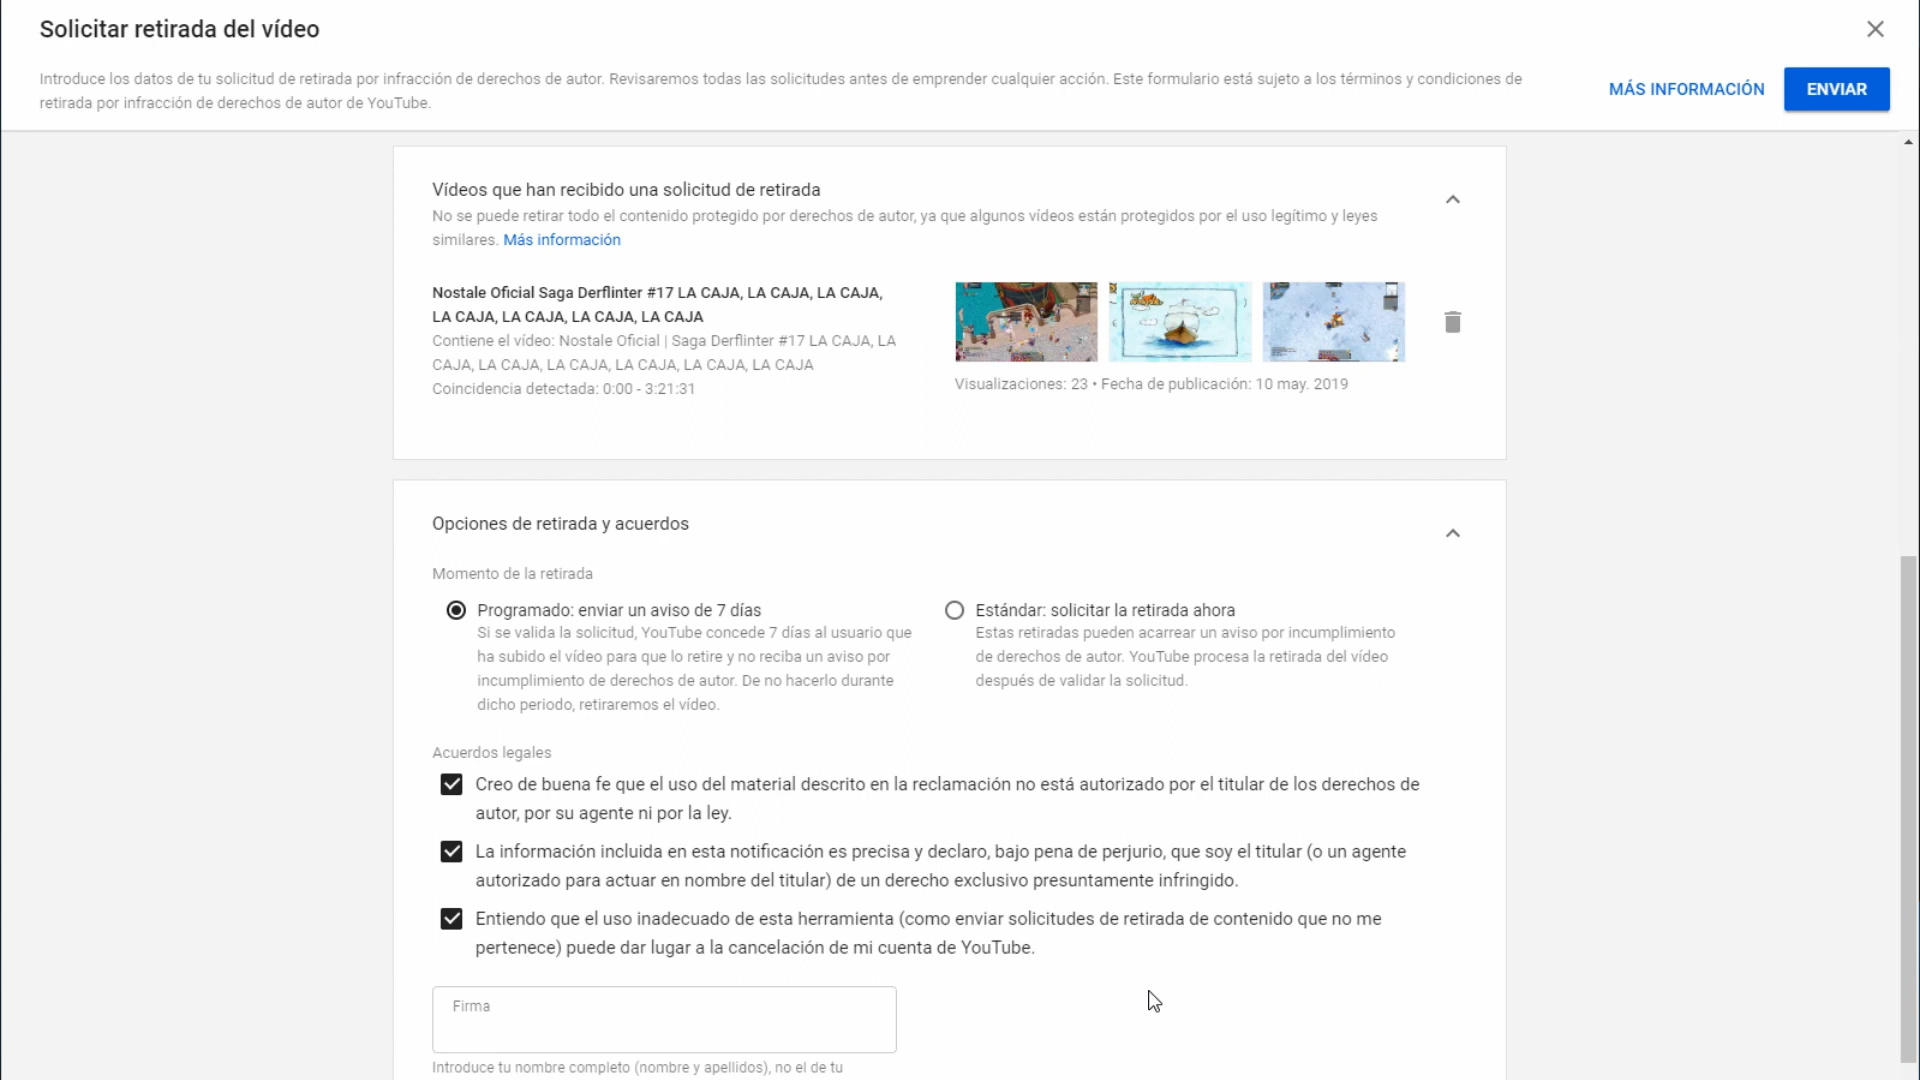 Solicitar retirada del vídeo
Introduce los datos de tu solicitud de retirada por infracción de derechos de autor. Revisaremos todas las solicitudes antes de emprender cualquier acción. Este formulario está sujeto a los términos y condiciones de
retirada por infracción de derechos de autor de YouTube.
MÁS INFORMACIÓN
ENVIAR
Vídeos que han recibido una solicitud de retirada
No se puede retirar todo el contenido protegido por derechos de autor, ya que algunos vídeos están protegidos por el uso legítimo y leyes
similares. Más información
Nostale Oficial Saga Derflinter #17 LA CAJA, LA CAJA, LA CAJA,
LA CAJA, LA CAJA, LA CAJA, LA CAJA
Contiene el vídeo: Nostale Oficial | Saga Derflinter #17 LA CAJA, LA
CAJA, LA CAJA, LA CAJA, LA CAJA, LA CAJA, LA CAJA
Coincidencia detectada: 0:00 - 3:21:31
Visualizaciones: 23 • Fecha de publicación: 10 may. 2019
Opciones de retirada y acuerdos
Momento de la retirada
Programado: enviar un aviso de 7 días
Si se valida la solicitud, YouTube concede 7 días al usuario que
ha subido el vídeo para que lo retire y no reciba un aviso por
incumplimiento de derechos de autor. De no hacerlo durante
dicho periodo, retiraremos el vídeo.
Estándar: solicitar la retirada ahora
Estas retiradas pueden acarrear un aviso por incumplimiento
de derechos de autor. YouTube procesa la retirada del vídeo
después de validar la solicitud.
Acuerdos legales
Creo de buena fe que el uso del material descrito en la reclamación no está autorizado por el titular de los derechos de
autor, por su agente ni por la ley.
La información incluida en esta notificación es precisa y declaro, bajo pena de perjurio, que soy el titular (o un agente
autorizado para actuar en nombre del titular) de un derecho exclusivo presuntamente infringido.
Entiendo que el uso inadecuado de esta herramienta (como enviar solicitudes de retirada de contenido que no me
pertenece) puede dar lugar a la cancelación de mi cuenta de YouTube.
Firma
Introduce tu nombre completo (nombre y apellidos), no el de tu